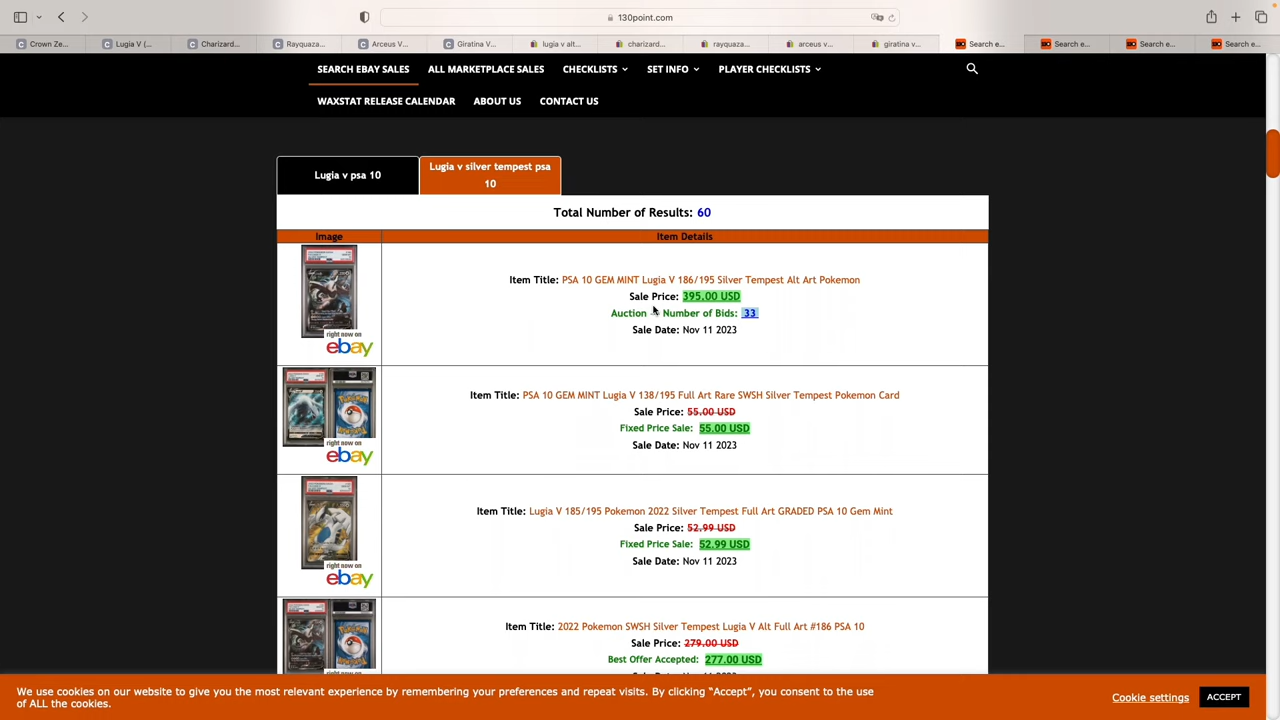 130point.com
Crown Ze...
Lugia V (...
Charizard...
Rayquaza...
Arceus V...
Giratina V...
lugia v alt...
charizard...
rayquaza...
arceus v...
giratina v...
Search e...
Search e...
Search e...
Search e...
SEARCH EBAY SALES
ALL MARKETPLACE SALES
CHECKLISTS
SET INFO
PLAYER CHECKLISTS
WAXSTAT RELEASE CALENDAR
ABOUT US
CONTACT US
Lugia v psa 10
Lugia v silver tempest psa
10
Total Number of Results: 60
Image
Item Details
Item Title: PSA 10 GEM MINT Lugia V 186/195 Silver Tempest Alt Art Pokemon
Sale Price: 395.00 USD
Auction - Number of Bids: 33
Sale Date: Nov 11 2023
right now on
ebay
Item Title: PSA 10 GEM MINT Lugia V 138/195 Full Art Rare SWSH Silver Tempest Pokemon Card
Sale Price: 55.00 USD
Fixed Price Sale: 55.00 USD
Sale Date: Nov 11 2023
right now on
ebay
Item Title: Lugia V 185/195 Pokemon 2022 Silver Tempest Full Art GRADED PSA 10 Gem Mint
Sale Price: 52.99 USD
Fixed Price Sale: 52.99 USD
Sale Date: Nov 11 2023
right now on
ebay
Item Title: 2022 Pokemon SWSH Silver Tempest Lugia V Alt Full Art #186 PSA 10
Sale Price: 279.00 USD
Best Offer Accepted: 277.00 USD
We use cookies on our website to give you the most relevant experience by remembering your preferences and repeat visits. By clicking “Accept”, you consent to the use
of ALL the cookies.
Cookie settings
ACCEPT